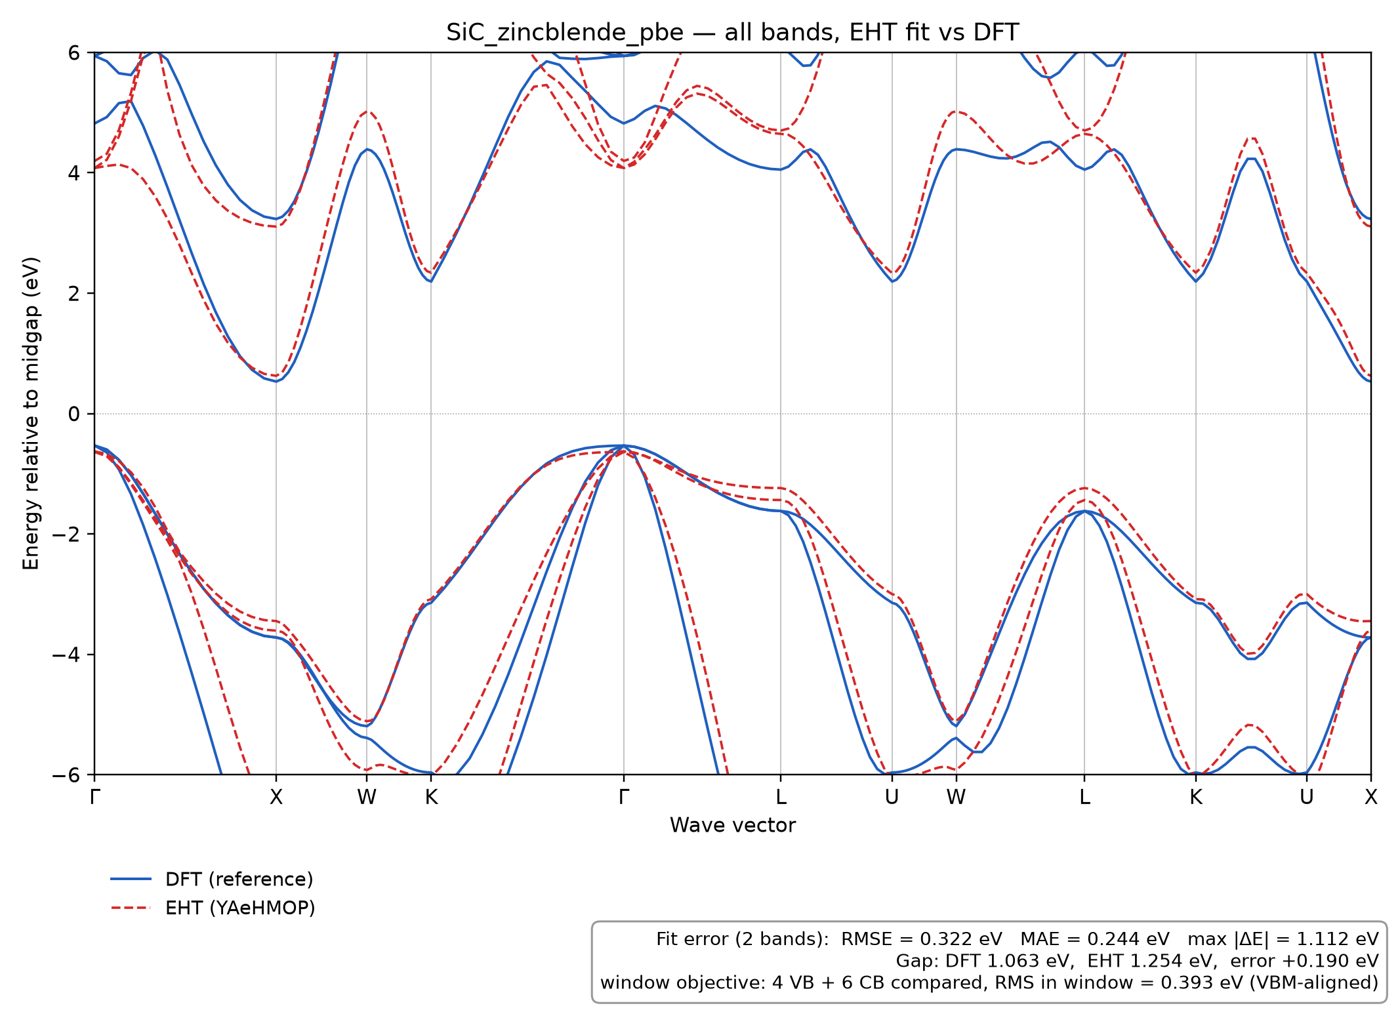 SiC_zincblende_pbe — all bands, EHT fit vs DFT
Energy relative to midgap (eV)
6
4
2
0
−2
−4
−6
Γ X W K Γ L U W L K U X
Wave vector
DFT (reference)
EHT (YAeHMOP)
Fit error (2 bands):  RMSE = 0.322 eV   MAE = 0.244 eV   max |ΔE| = 1.112 eV
Gap: DFT 1.063 eV,  EHT 1.254 eV,  error +0.190 eV
window objective: 4 VB + 6 CB compared, RMS in window = 0.393 eV (VBM-aligned)